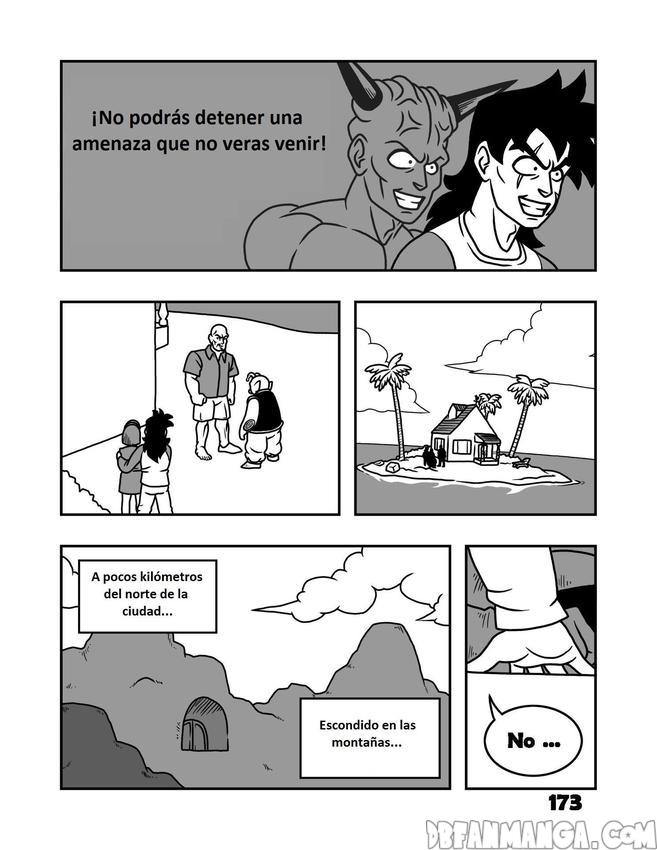 ¡No podrás detener una
amenaza que no veras venir!
A pocos kilómetros
del norte de la
ciudad...
Escondido en las
montañas...
No ...
173
DBFANMANGA.COM